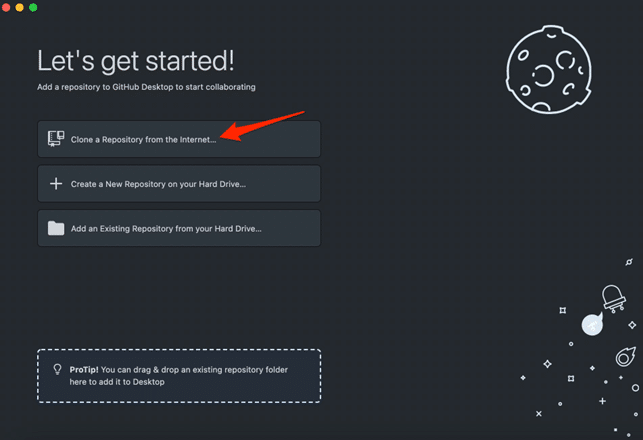 Let's get started!
Add a repository to GitHub Desktop to start collaborating
Clone a Repository from the Internet...
Create a New Repository on your Hard Drive...
Add an Existing Repository from your Hard Drive...
ProTip! You can drag & drop an existing repository folder
here to add it to Desktop